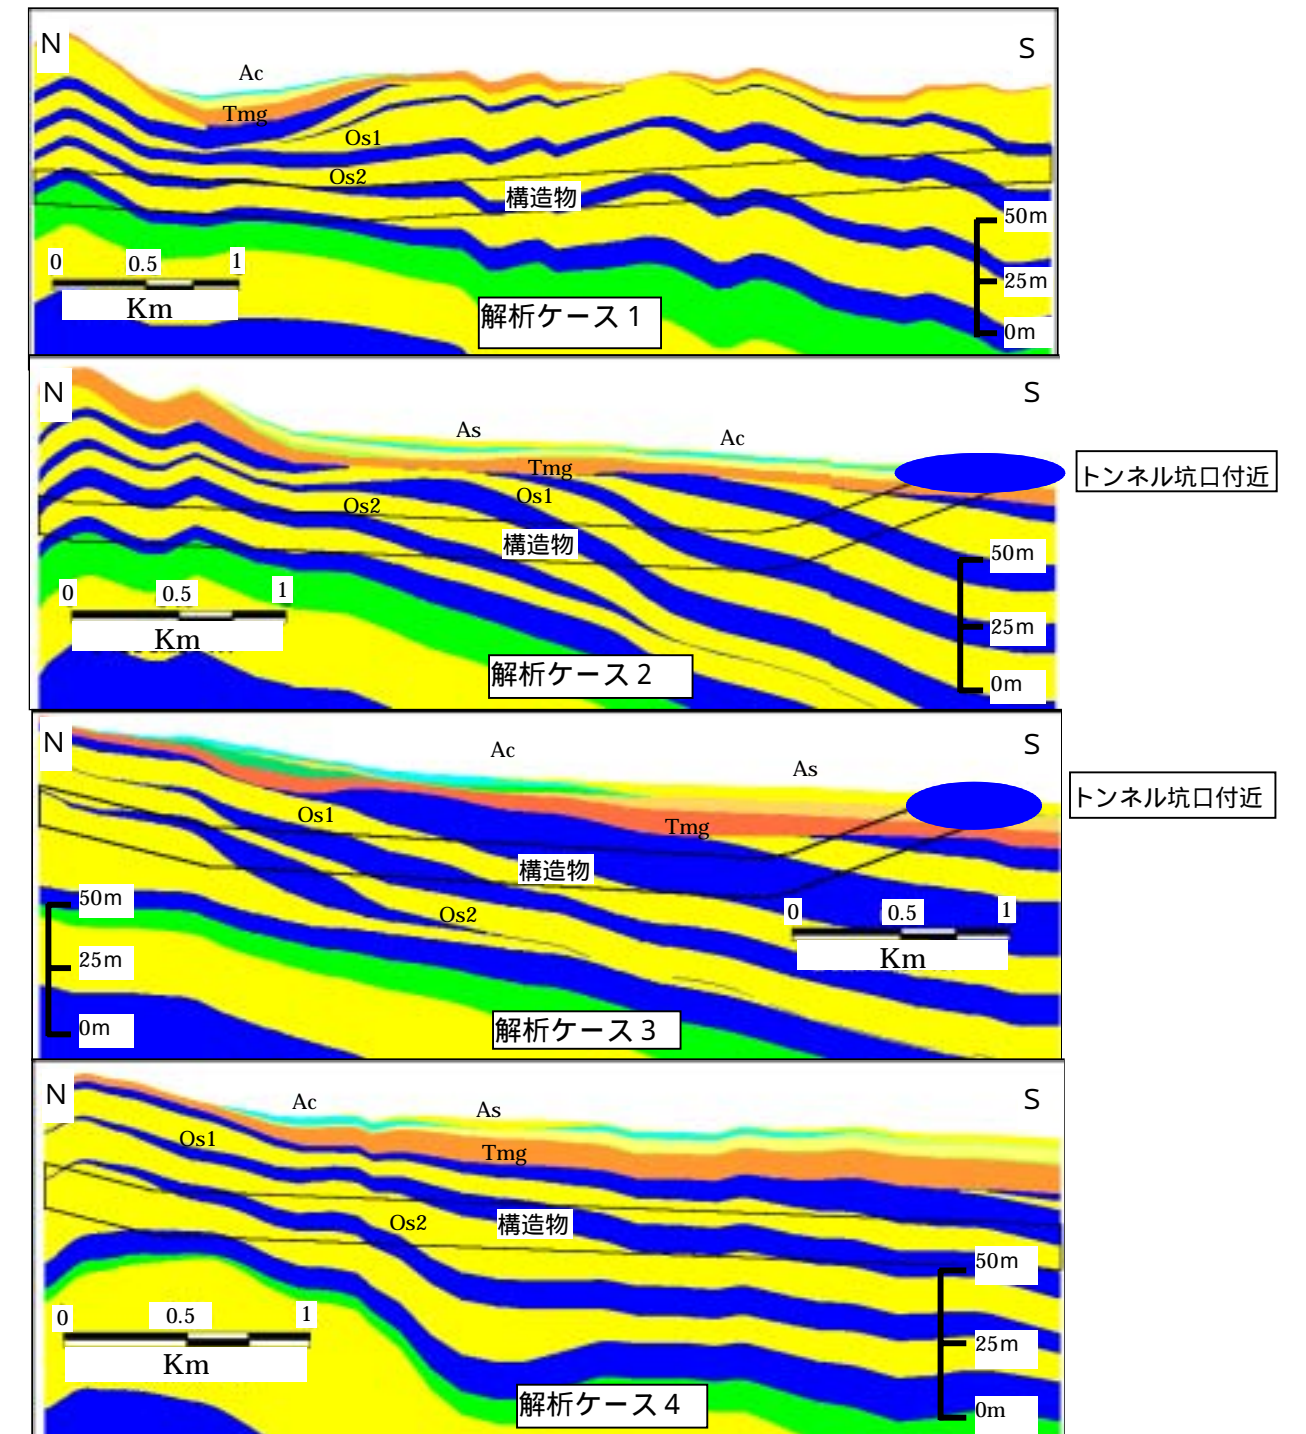 N
S
Ac
Tmg
Os1
Os2
構造物
50m
25m
0m
0 0.5 1
Km
解析ケース1
N
S
As
Ac
Tmg
Os1
Os2
構造物
トンネル坑口付近
50m
25m
0m
0 0.5 1
Km
解析ケース2
N
S
Ac
As
Os1
Tmg
構造物
Os2
トンネル坑口付近
50m
25m
0m
0 0.5 1
Km
解析ケース3
N
S
Ac
As
Os1
Tmg
Os2
構造物
50m
25m
0m
0 0.5 1
Km
解析ケース4